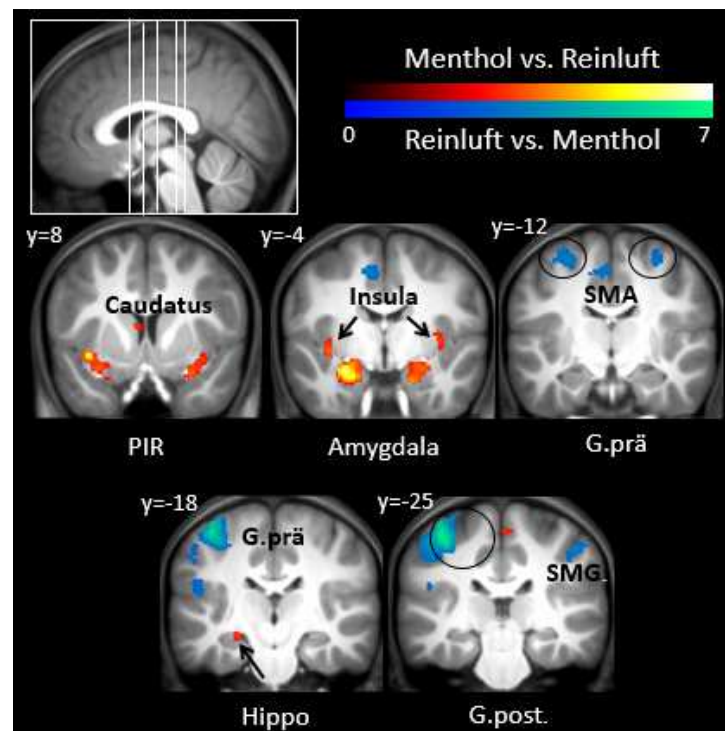 Menthol vs. Reinluft
0 7
Reinluft vs. Menthol
y=8
y=-4
y=-12
Caudatus
Insula
SMA
PIR
Amygdala
G.prä
y=-18
y=-25
G.prä
SMG
Hippo
G.post.